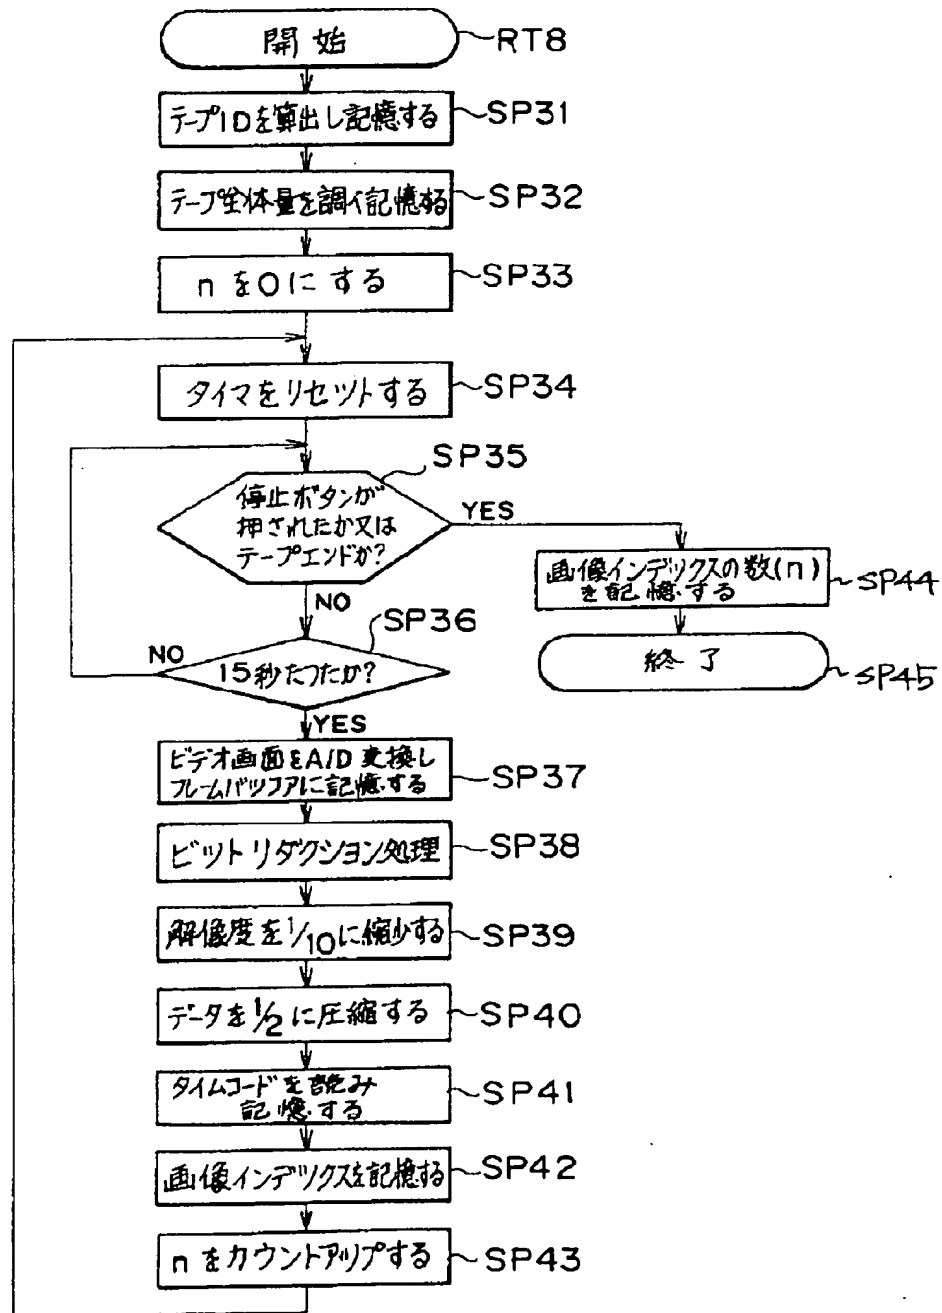 開始
RT8
テープIDを算出し記憶する
SP31
テープ全体量を調べ記憶する
SP32
nを0にする
SP33
タイマをリセットする
SP34
SP35
停止ボタンが
押されたか又は
テープエンドか?
YES
画像インデックスの数(n)
を記憶する
SP44
NO
終了
SP45
SP36
NO
15秒たつたか?
YES
ビデオ画面をA/D変換し
フレームバッファに記憶する
SP37
ビットリダクション処理
SP38
解像度を1/10に縮少する
SP39
データを1/2に圧縮する
SP40
タイムコードを読み
記憶する
SP41
画像インデックスを記憶する
SP42
nをカウントアップする
SP43